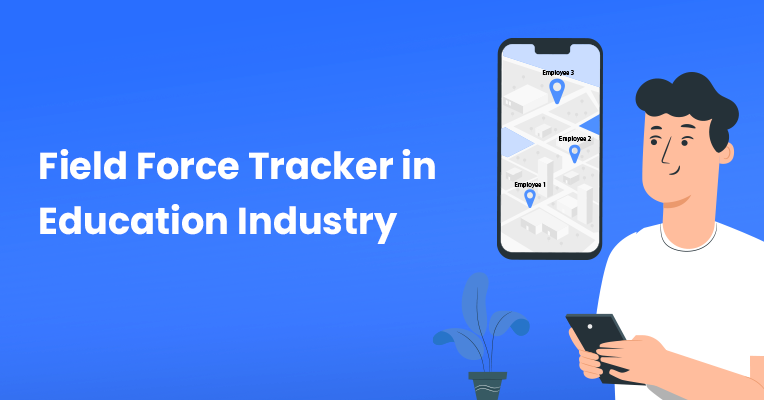 Field Force Tracker in
Education Industry
Employee 3
Employee 2
Employee 1